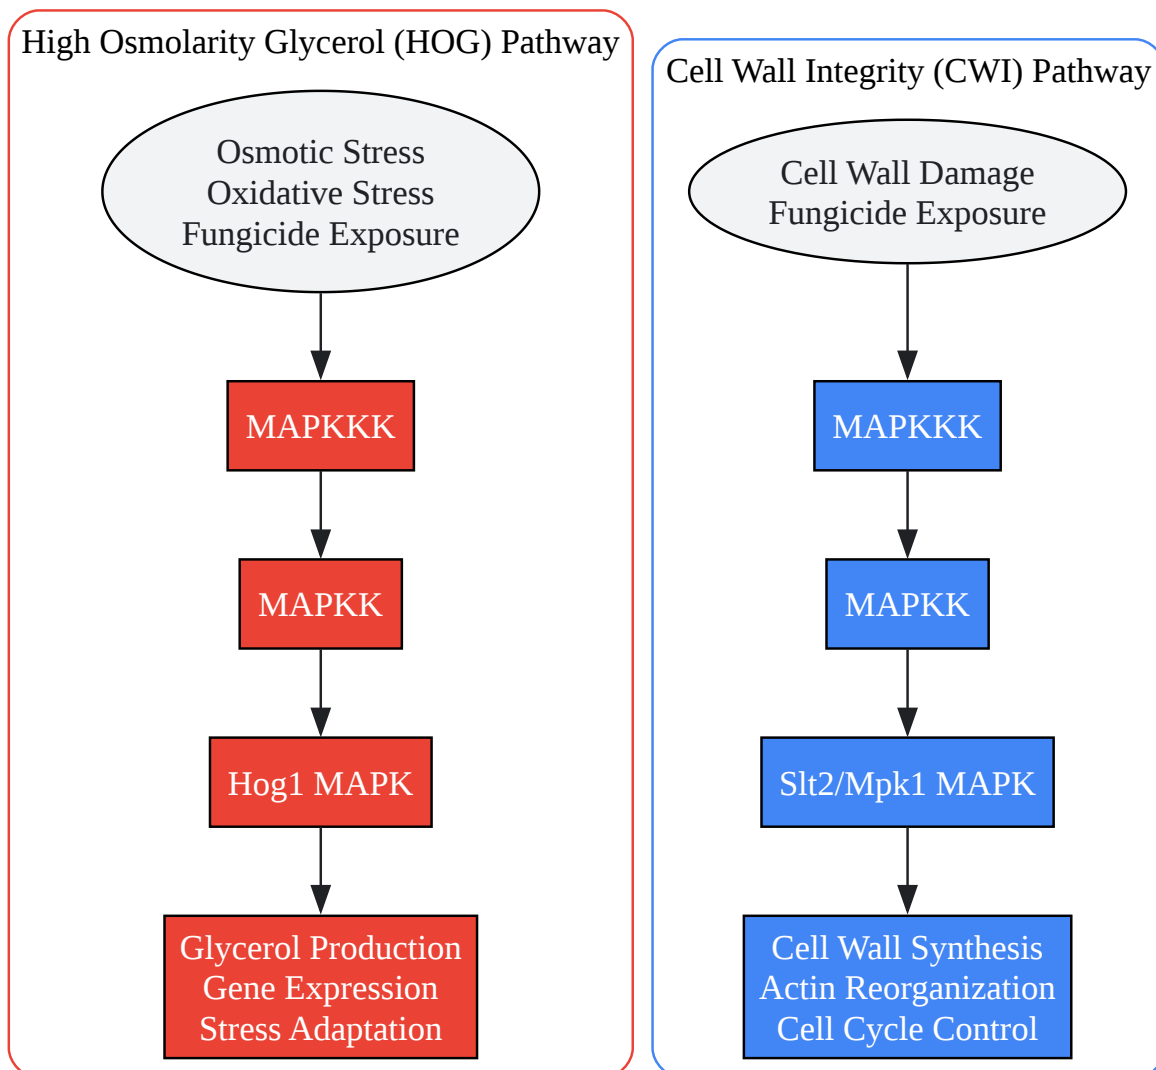 High Osmolarity Glycerol (HOG) Pathway
Osmotic Stress
Oxidative Stress
Fungicide Exposure
MAPKKK
MAPKK
Hog1 MAPK
Glycerol Production
Gene Expression
Stress Adaptation
Cell Wall Integrity (CWI) Pathway
Cell Wall Damage
Fungicide Exposure
MAPKKK
MAPKK
Slt2/Mpk1 MAPK
Cell Wall Synthesis
Actin Reorganization
Cell Cycle Control